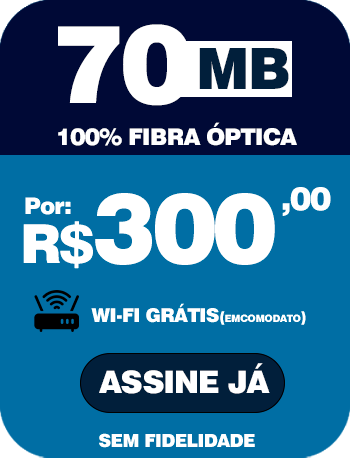 70 MB
100% FIBRA ÓPTICA
Por:
R$300,00
WI-FI GRÁTIS(EMCOMODATO)
ASSINE JÁ
SEM FIDELIDADE